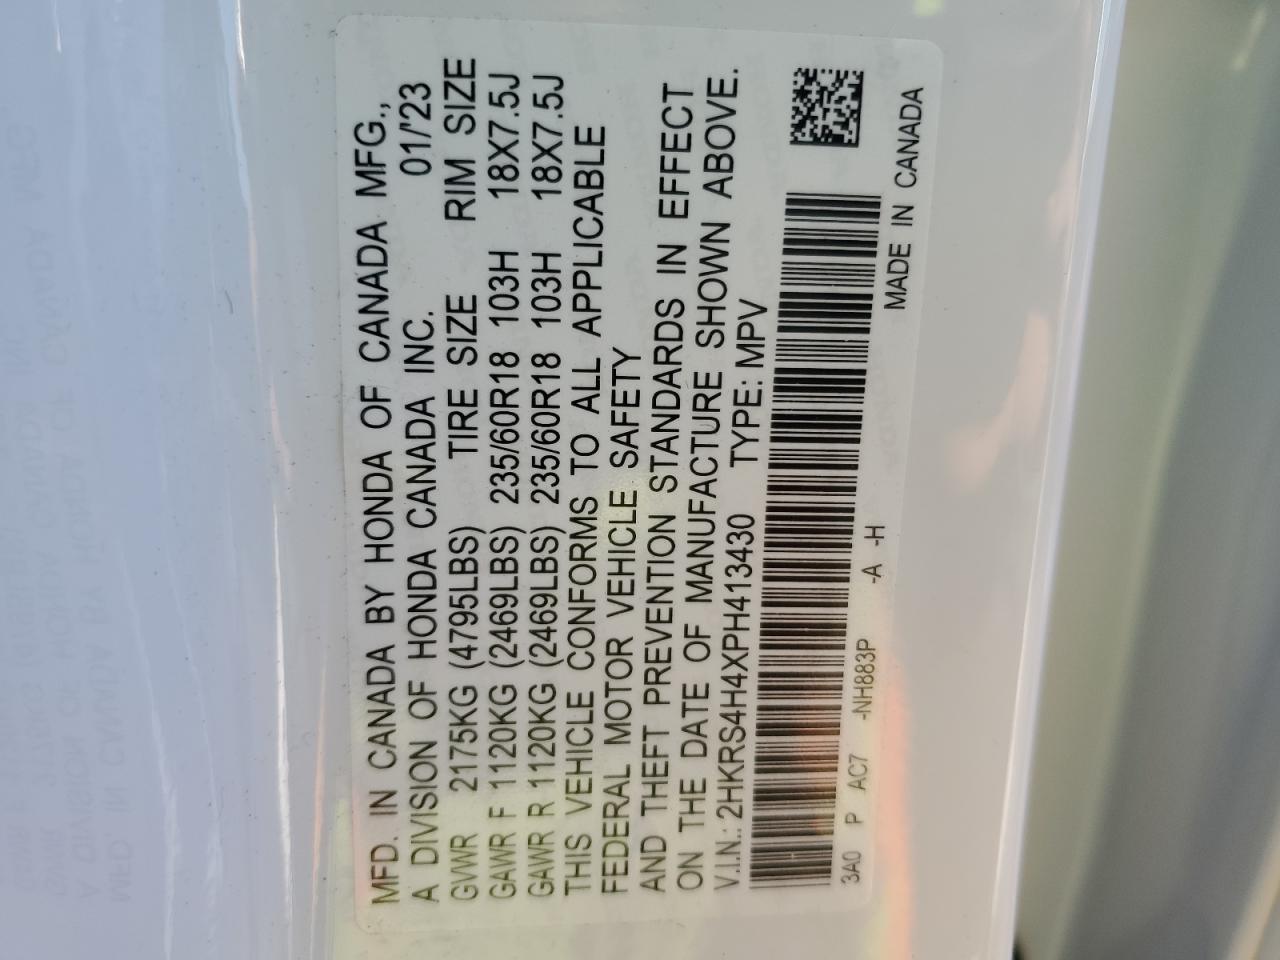 MFD. IN CANADA BY HONDA OF CANADA MFG.,
A DIVISION OF HONDA CANADA INC. 01/'23
GVWR 2175KG (4795LBS) TIRE SIZE RIM SIZE
GAWR F 1120KG (2469LBS) 235/60R18 103H 18X7.5J
GAWR R 1120KG (2469LBS) 235/60R18 103H 18X7.5J
THIS VEHICLE CONFORMS TO ALL APPLICABLE
FEDERAL MOTOR VEHICLE SAFETY
AND THEFT PREVENTION STANDARDS IN EFFECT
ON THE DATE OF MANUFACTURE SHOWN ABOVE.
V.I.N.: 2HKRS4H4XPH413430 TYPE: MPV
3A0 P AC7 -NH883P -A -H MADE IN CANADA